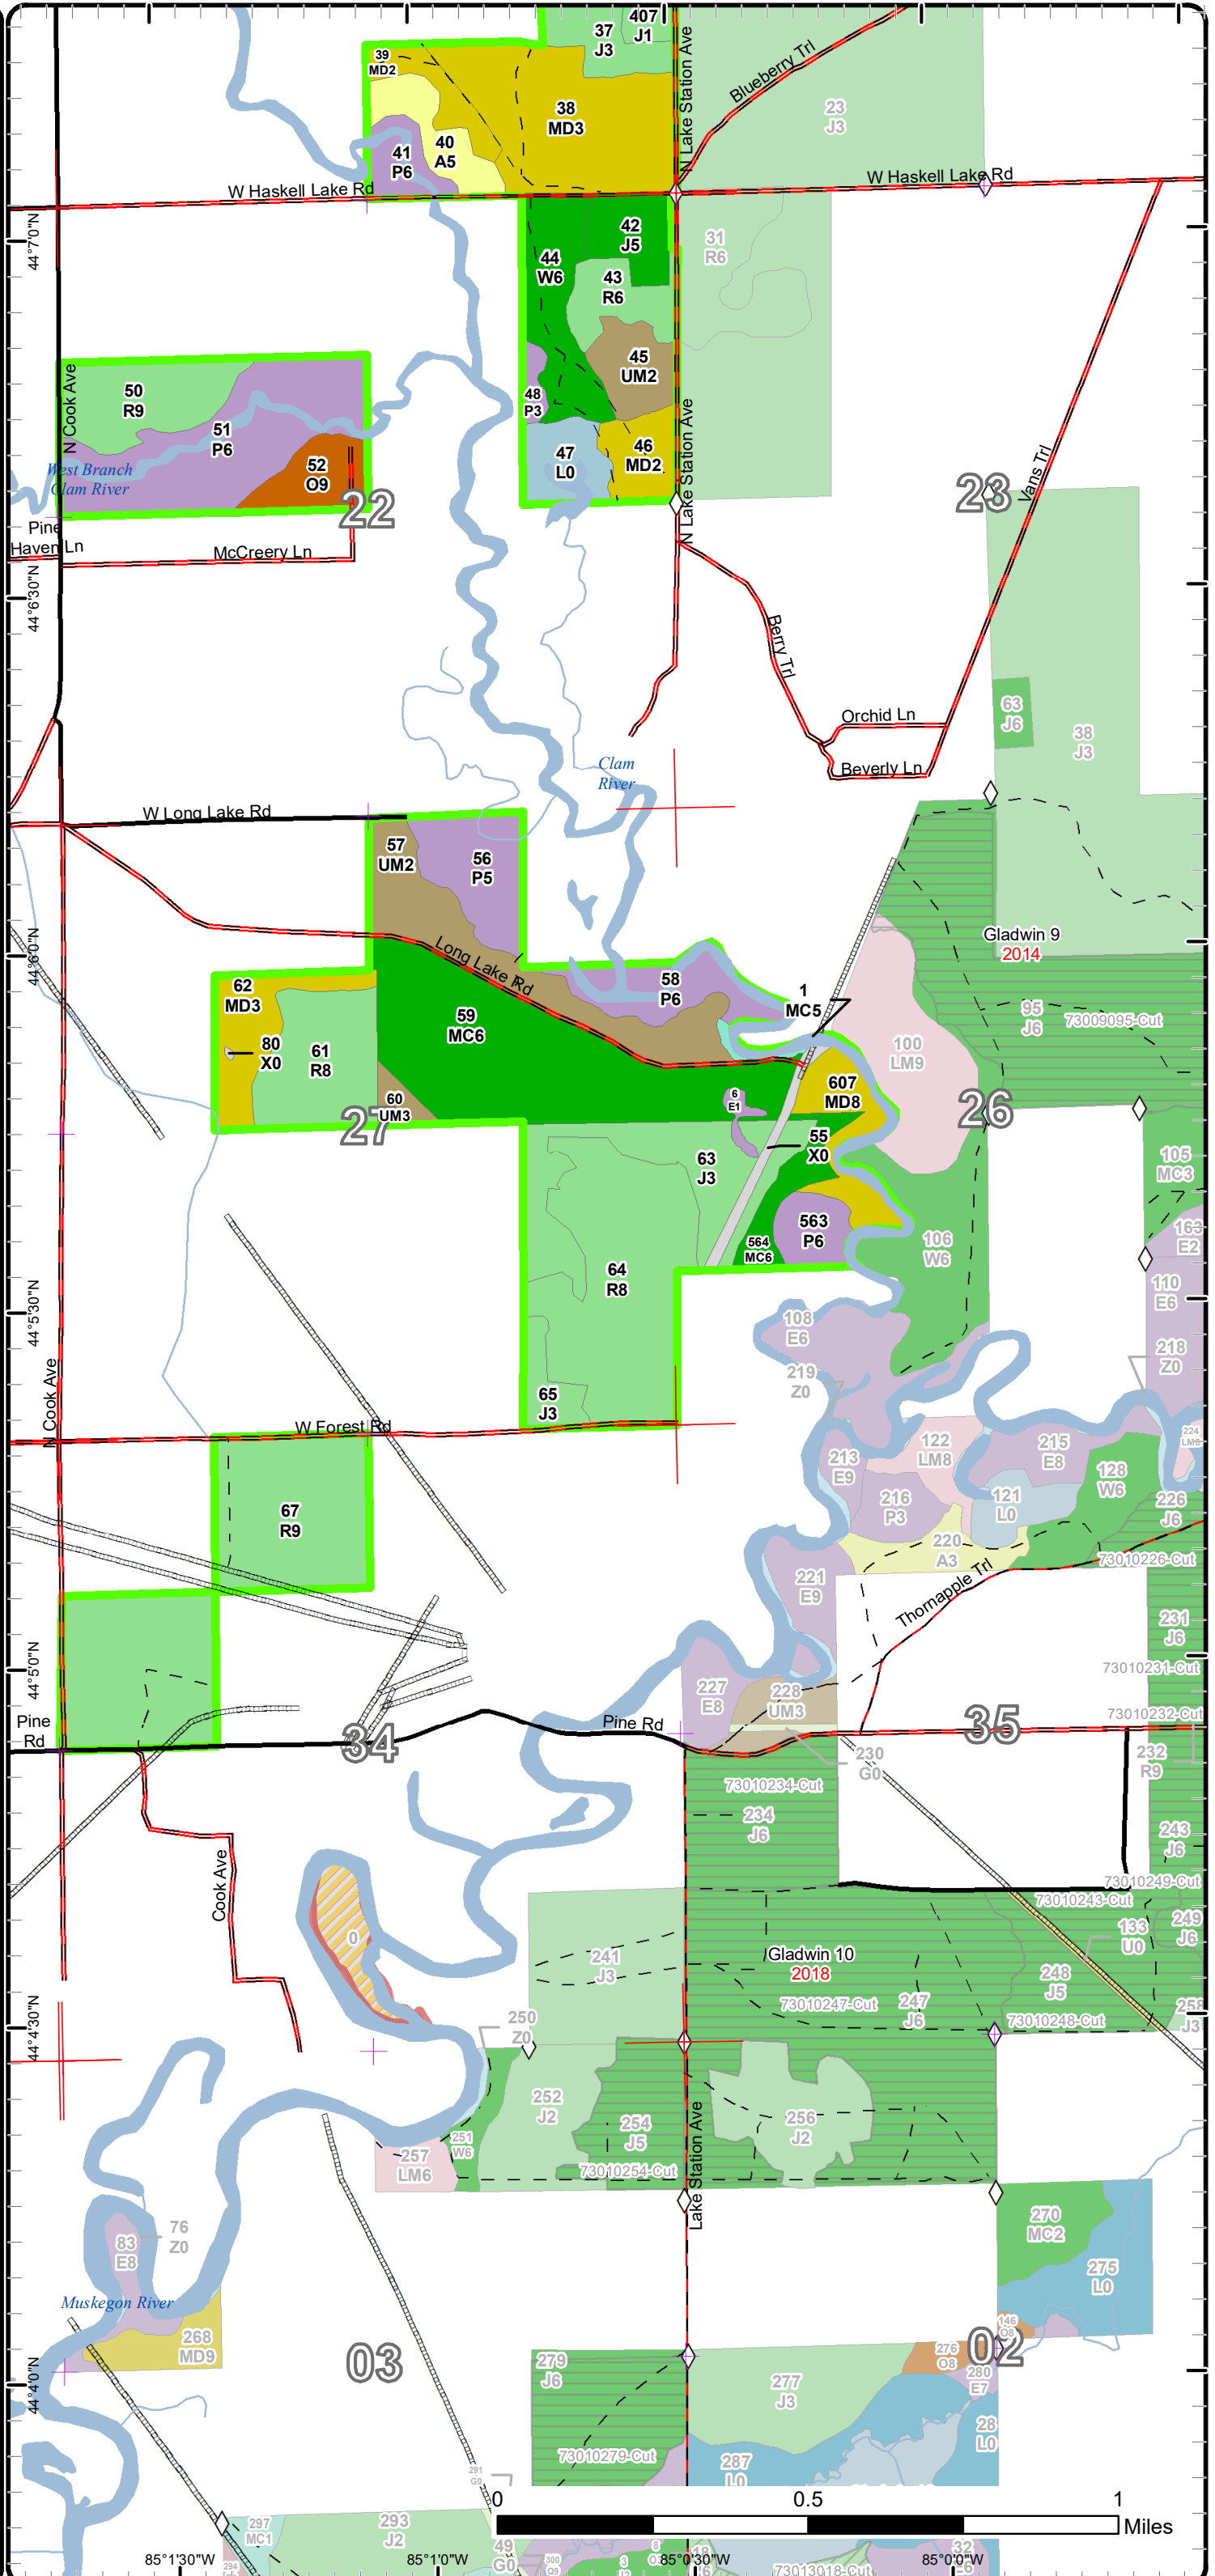 407
J1
37
J3
39
MD2
38
MD3
40
A5
41
P6
N Lake Station Ave
Blueberry Trl
23
J3
W Haskell Lake Rd
W Haskell Lake Rd
44°7'0"N
42
J5
44
W6
43
R6
31
R6
45
UM2
48
P3
47
L0
46
MD2
N Lake Station Ave
N Cook Ave
50
R9
51
P6
52
O9
West Branch
Clam River
22
23
Vans Trl
Pine
Haven Ln
McCreery Ln
44°6'30"N
Berry Trl
Orchid Ln
Beverly Ln
63
J6
38
J3
Clam
River
W Long Lake Rd
57
UM2
56
P5
Long Lake Rd
44°6'0"N
Gladwin 9
2014
58
P6
1
MC5
62
MD3
59
MC6
80
X0
61
R8
60
UM3
27
100
LM9
95
J6
73009095-Cut
607
MD8
6
E1
26
55
X0
63
J3
105
MC3
163
E2
563
P6
564
MC6
106
W6
110
E6
64
R8
44°5'30"N
108
E6
218
Z0
219
Z0
65
J3
N Cook Ave
W Forest Rd
122
LM8
213
E9
215
E8
224
128
W6
216
P3
121
L0
226
J6
67
R9
220
A3
73010226-Cut
221
E9
Thornapple Trl
231
J6
44°5'0"N
73010231-Cut
227
E8
228
UM3
73010232-Cut
Pine
Rd
Pine Rd
34
35
230
G0
232
R9
73010234-Cut
234
J6
243
J6
Cook Ave
73010249-Cut
73010243-Cut
0
241
J3
Gladwin 10
2018
133
U0
249
J6
248
J5
73010247-Cut
247
J6
73010248-Cut
258
J3
44°4'30"N
250
Z0
252
J2
254
J5
256
J2
251
W6
257
LM6
73010254-Cut
Lake Station Ave
83
E8
76
Z0
270
MC2
275
L0
Muskegon River
268
MD9
03
02
146
O8
276
O8
279
J6
277
J3
280
E7
44°4'0"N
28
L0
73010279-Cut
287
L0
291
G0
0
0.5
1
Miles
297
MC1
293
J2
294
49
G0
300
O9
3
8
32
73013018-Cut
85°1'30"W
85°1'0"W
85°0'30"W
85°0'0"W